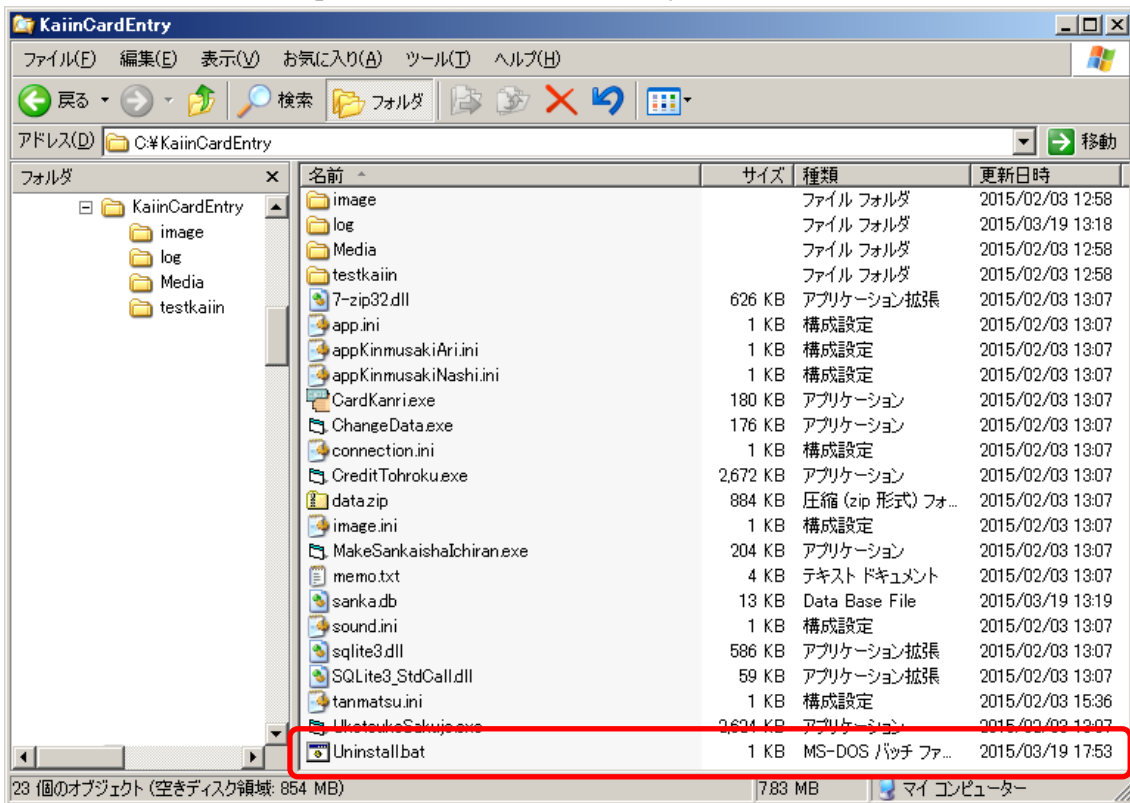 KaiinCardEntry
ファイル(F) 編集(E) 表示(V) お気に入り(A) ツール(T) ヘルプ(H)
戻る 検索 フォルダ
アドレス(D) C:¥KaiinCardEntry 移動
フォルダ × 名前 サイズ 種類 更新日時
KaiinCardEntry
image
log
Media
testkaiin
image ファイル フォルダ 2015/02/03 12:58
log ファイル フォルダ 2015/03/19 13:18
Media ファイル フォルダ 2015/02/03 12:58
testkaiin ファイル フォルダ 2015/02/03 12:58
7-zip32.dll 626 KB アプリケーション拡張 2015/02/03 13:07
app.ini 1 KB 構成設定 2015/02/03 13:07
appKinmusakiAri.ini 1 KB 構成設定 2015/02/03 13:07
appKinmusakiNashi.ini 1 KB 構成設定 2015/02/03 13:07
CardKanri.exe 180 KB アプリケーション 2015/02/03 13:07
ChangeData.exe 176 KB アプリケーション 2015/02/03 13:07
connection.ini 1 KB 構成設定 2015/02/03 13:07
CreditTohroku.exe 2,672 KB アプリケーション 2015/02/03 13:07
data.zip 884 KB 圧縮 (zip 形式) フォ... 2015/02/03 13:07
image.ini 1 KB 構成設定 2015/02/03 13:07
MakeSankaishaIchiran.exe 204 KB アプリケーション 2015/02/03 13:07
memo.txt 4 KB テキスト ドキュメント 2015/02/03 13:07
sanka.db 13 KB Data Base File 2015/03/19 13:19
sound.ini 1 KB 構成設定 2015/02/03 13:07
sqlite3.dll 586 KB アプリケーション拡張 2015/02/03 13:07
SQLite3_StdCall.dll 59 KB アプリケーション拡張 2015/02/03 13:07
tanmatsu.ini 1 KB 構成設定 2015/02/03 15:36
UketsukeSakujo.exe 2,624 KB アプリケーション 2015/02/03 13:07
Uninstall.bat 1 KB MS-DOS バッチ ファ... 2015/03/19 17:53
23 個のオブジェクト (空きディスク領域: 854 MB) 7.83 MB マイ コンピューター